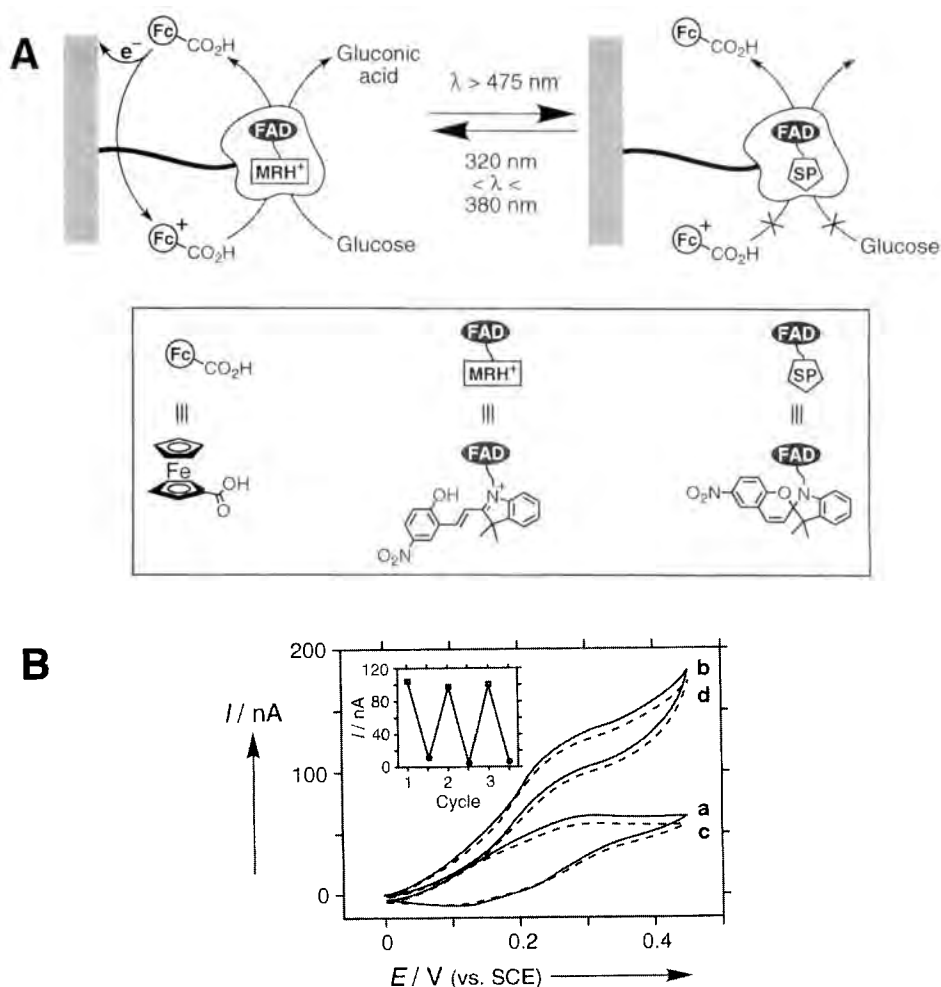 A
e⁻
Fc
CO₂H
Gluconic
acid
FAD
MRH⁺
Fc⁺
CO₂H
Glucose
λ > 475 nm
320 nm
< λ <
380 nm
Fc
CO₂H
FAD
SP
Fc⁺
CO₂H
Glucose
Fc
CO₂H
FAD
MRH⁺
FAD
SP
Fe
OH
O
FAD
OH
N⁺
O₂N
FAD
O₂N
O
N
B
200
I / nA
100
0
120
80
40
0
I / nA
1 2 3
Cycle
b
d
a
c
0 0.2 0.4
E / V (vs. SCE)